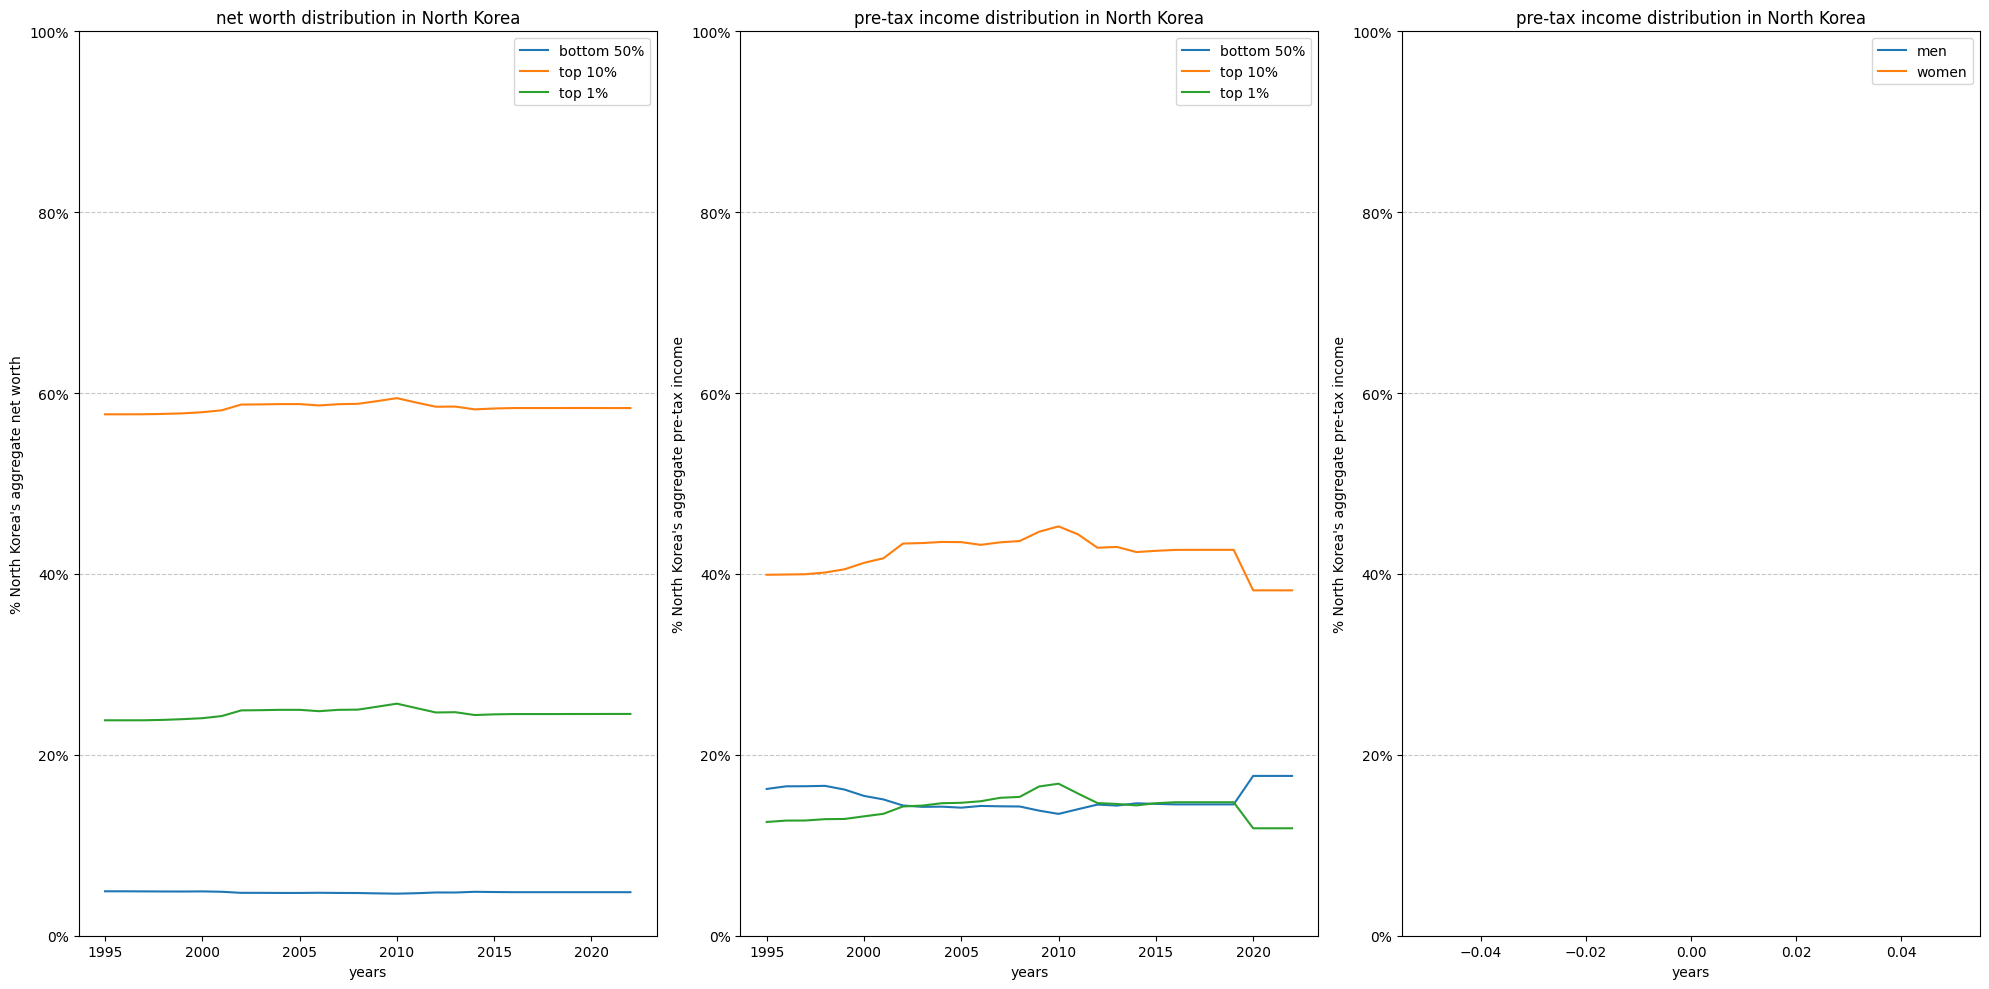 net worth distribution in North Korea
100%
80%
60%
40%
20%
0%
% North Korea's aggregate net worth
bottom 50%
top 10%
top 1%
1995 2000 2005 2010 2015 2020
years
pre-tax income distribution in North Korea
100%
80%
60%
40%
20%
0%
% North Korea's aggregate pre-tax income
bottom 50%
top 10%
top 1%
1995 2000 2005 2010 2015 2020
years
pre-tax income distribution in North Korea
100%
80%
60%
40%
20%
0%
% North Korea's aggregate pre-tax income
men
women
−0.04 −0.02 0.00 0.02 0.04
years